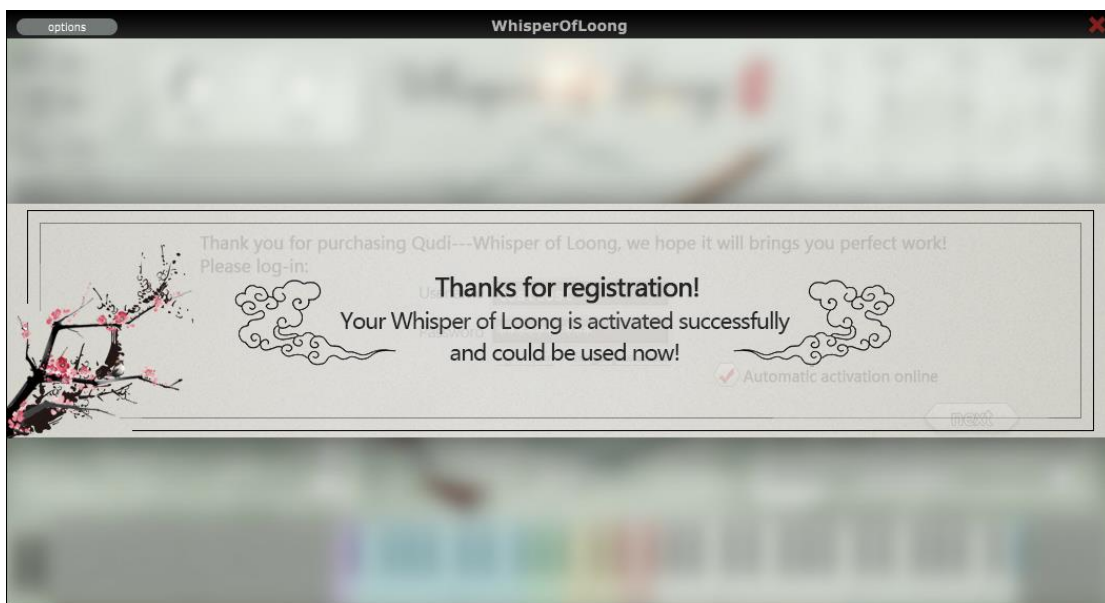 options
WhisperOfLoong
Thank you for purchasing Qudi---Whisper of Loong, we hope it will brings you perfect work!
Please log-in:
Thanks for registration!
Your Whisper of Loong is activated successfully
Password
and could be used now!
Automatic activation online
next